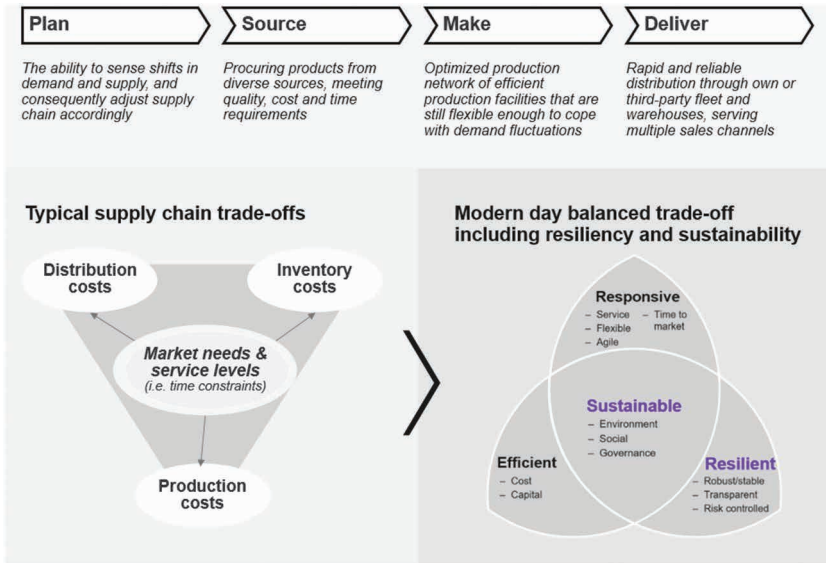 Plan
The ability to sense shifts in
demand and supply, and
consequently adjust supply
chain accordingly
Source
Procuring products from
diverse sources, meeting
quality, cost and time
requirements
Make
Optimized production
network of efficient
production facilities that are
still flexible enough to cope
with demand fluctuations
Deliver
Rapid and reliable
distribution through own or
third-party fleet and
warehouses, serving
multiple sales channels
Typical supply chain trade-offs
Distribution
costs
Inventory
costs
Market needs &
service levels
(i.e. time constraints)
Production
costs
Modern day balanced trade-off
including resiliency and sustainability
Responsive
– Service
– Flexible
– Agile
– Time to
market
Sustainable
– Environment
– Social
– Governance
Efficient
– Cost
– Capital
Resilient
– Robust/stable
– Transparent
– Risk controlled